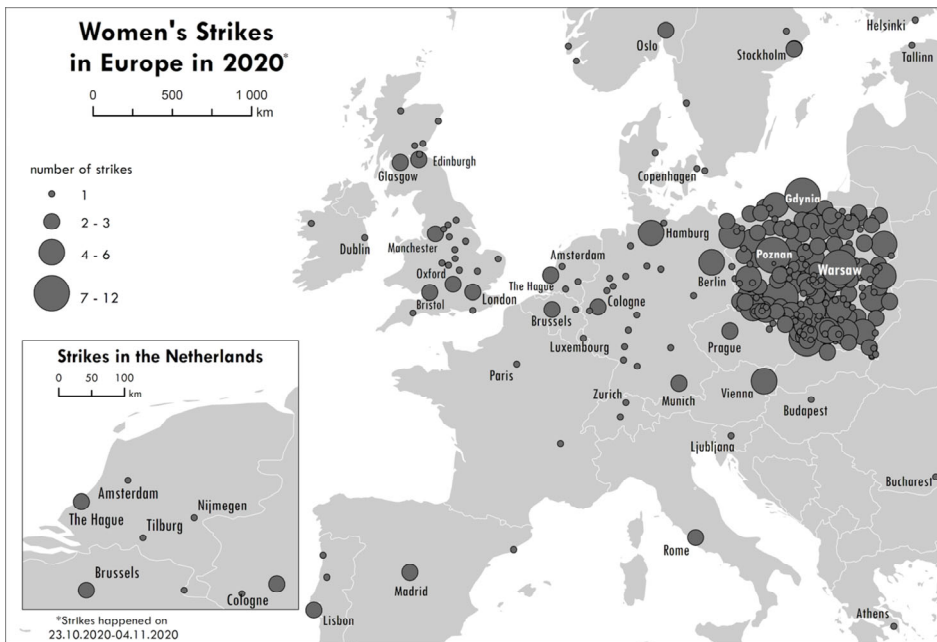 Women's Strikes
in Europe in 2020*
0 500 1 000
km
number of strikes
1
2 - 3
4 - 6
7 - 12
Helsinki
Oslo
Stockholm
Tallinn
Edinburgh
Glasgow
Copenhagen
Gdynia
Dublin
Manchester
Hamburg
Amsterdam
Poznan
Oxford
The Hague
Berlin
Warsaw
Bristol
London
Cologne
Brussels
Luxembourg
Prague
Paris
Zurich
Munich
Vienna
Budapest
Ljubljana
Bucharest
Rome
Madrid
Lisbon
Athens
Strikes in the Netherlands
0 50 100
km
Amsterdam
The Hague
Nijmegen
Tilburg
Brussels
Cologne
*Strikes happened on
23.10.2020-04.11.2020